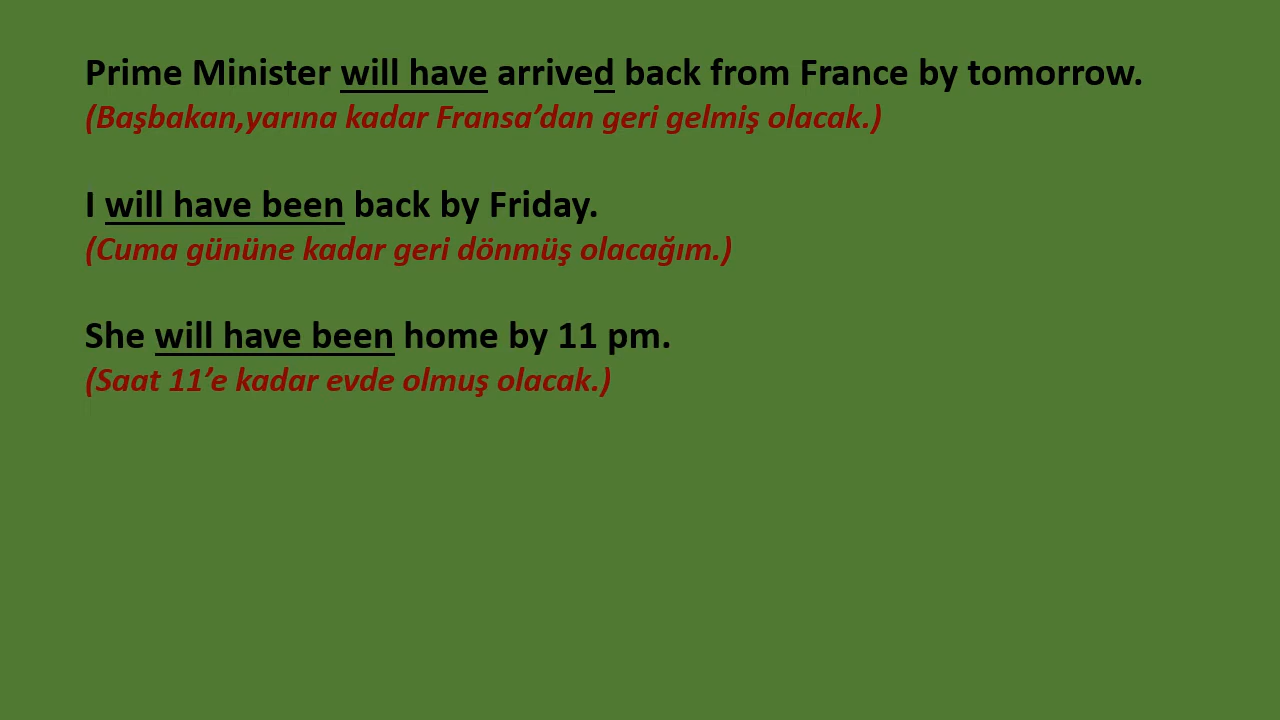 Prime Minister will have arrived back from France by tomorrow.
(Başbakan,yarına kadar Fransa’dan geri gelmiş olacak.)
I will have been back by Friday.
(Cuma gününe kadar geri dönmüş olacağım.)
She will have been home by 11 pm.
(Saat 11’e kadar evde olmuş olacak.)